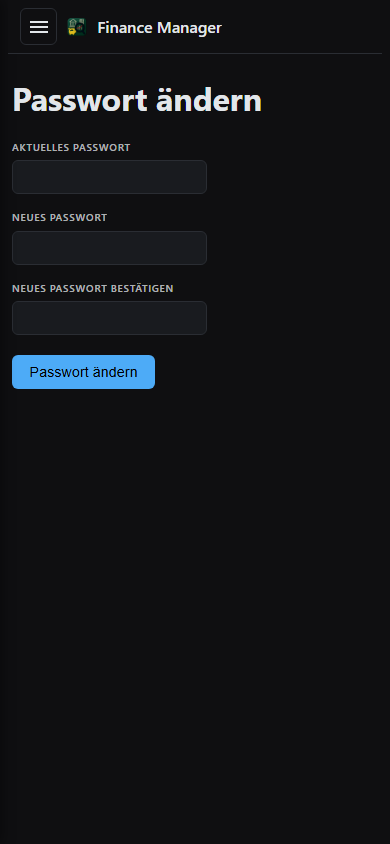 Finance Manager
Passwort ändern
AKTUELLES PASSWORT
NEUES PASSWORT
NEUES PASSWORT BESTÄTIGEN
Passwort ändern